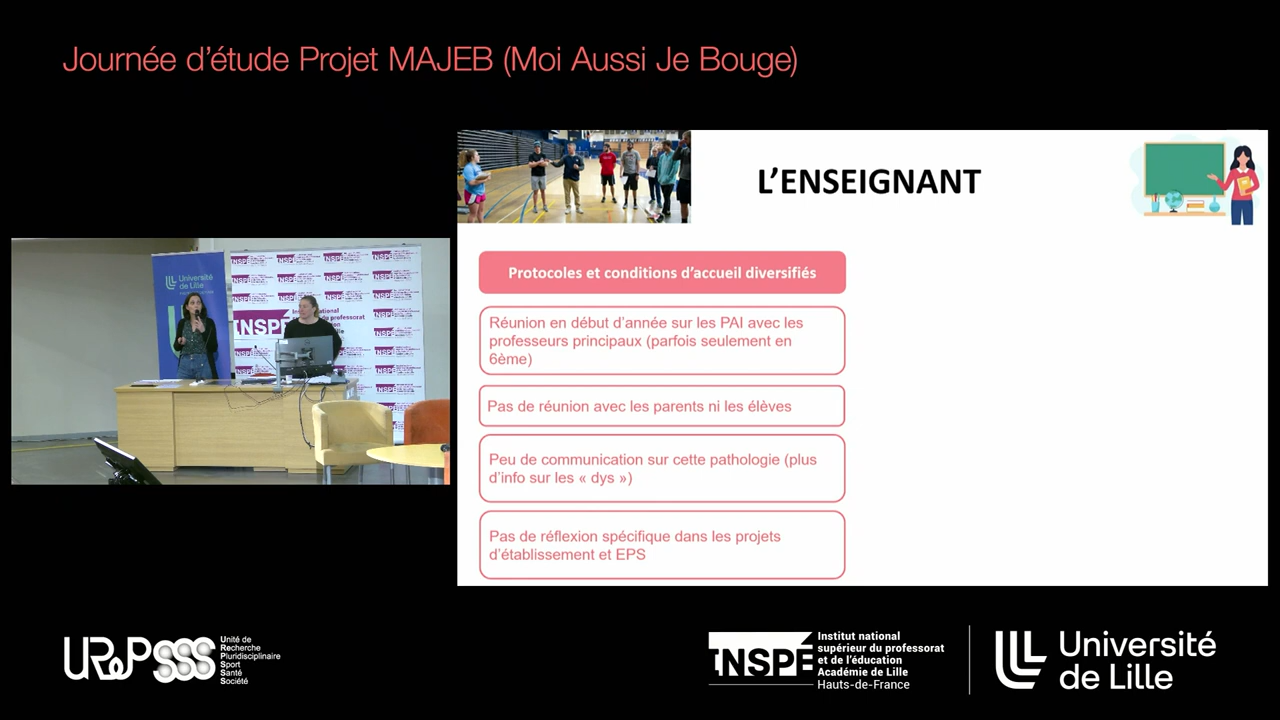 Journée d'étude Projet MAJEB (Moi Aussi Je Bouge)
L'ENSEIGNANT
Protocoles et conditions d'accueil diversifiés
Réunion en début d'année sur les PAI avec les
professeurs principaux (parfois seulement en
6ème)
Pas de réunion avec les parents ni les élèves
Peu de communication sur cette pathologie (plus
d'info sur les « dys »)
Pas de réflexion spécifique dans les projets
d'établissement et EPS
Université
de Lille
INSPÉ
URePSSS
Unité de
Recherche
Pluridisciplinaire
Sport
Santé
Société
INSPÉ
Institut national
supérieur du professorat
et de l'éducation
Académie de Lille
Hauts-de-France
Université
de Lille